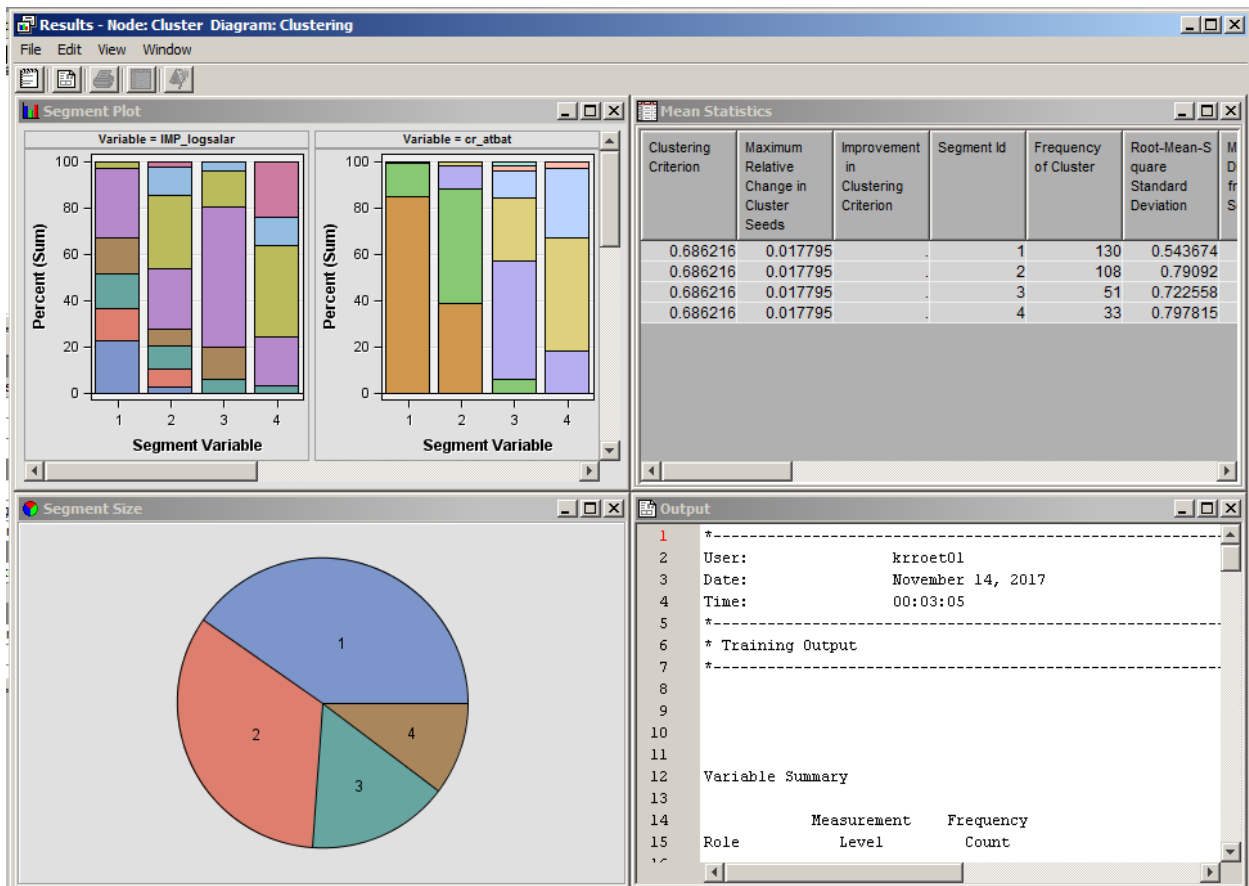 Results - Node: Cluster Diagram: Clustering
File Edit View Window
Segment Plot
Variable = IMP_logsalar
Variable = cr_atbat
Percent (Sum)
100
80
60
40
20
0
1 2 3 4
Segment Variable
Percent (Sum)
100
80
60
40
20
0
1 2 3 4
Segment Variable
Mean Statistics
Clustering Criterion
Maximum Relative Change in Cluster Seeds
Improvement in Clustering Criterion
Segment Id
Frequency of Cluster
Root-Mean-S quare Standard Deviation
0.686216 0.017795 . 1 130 0.543674
0.686216 0.017795 . 2 108 0.79092
0.686216 0.017795 . 3 51 0.722558
0.686216 0.017795 . 4 33 0.797815
Segment Size
1
2
3
4
Output
1 *------------------------------------------------------------
2 User: krroet01
3 Date: November 14, 2017
4 Time: 00:03:05
5 *------------------------------------------------------------
6 * Training Output
7 *------------------------------------------------------------
8
9
10
11
12 Variable Summary
13
14 Measurement Frequency
15 Role Level Count